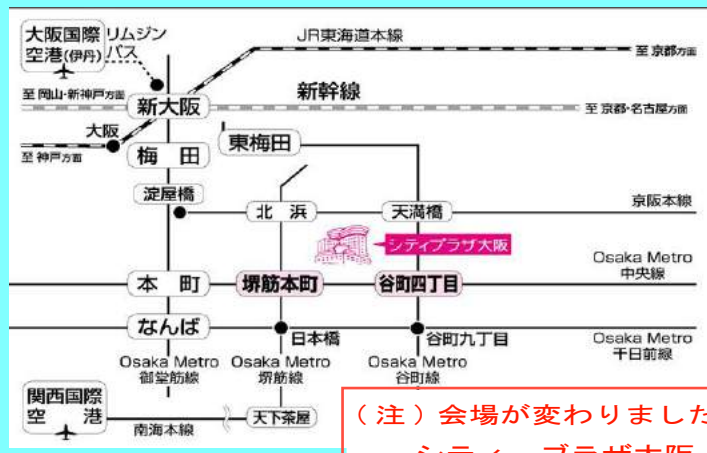 大阪国際
空港(伊丹)
リムジン
バス
JR東海道本線
至 京都方面
至 岡山・新神戸方面
新大阪
新幹線
至 京都・名古屋方面
大阪
至 神戸方面
梅田
東梅田
淀屋橋
北浜
天満橋
京阪本線
シティプラザ大阪
Osaka Metro
中央線
本町
堺筋本町
谷町四丁目
なんば
日本橋
谷町九丁目
Osaka Metro
千日前線
Osaka Metro
御堂筋線
Osaka Metro
堺筋線
Osaka Metro
谷町線
関西国際
空港
南海本線
天下茶屋
(注)会場が変わりました